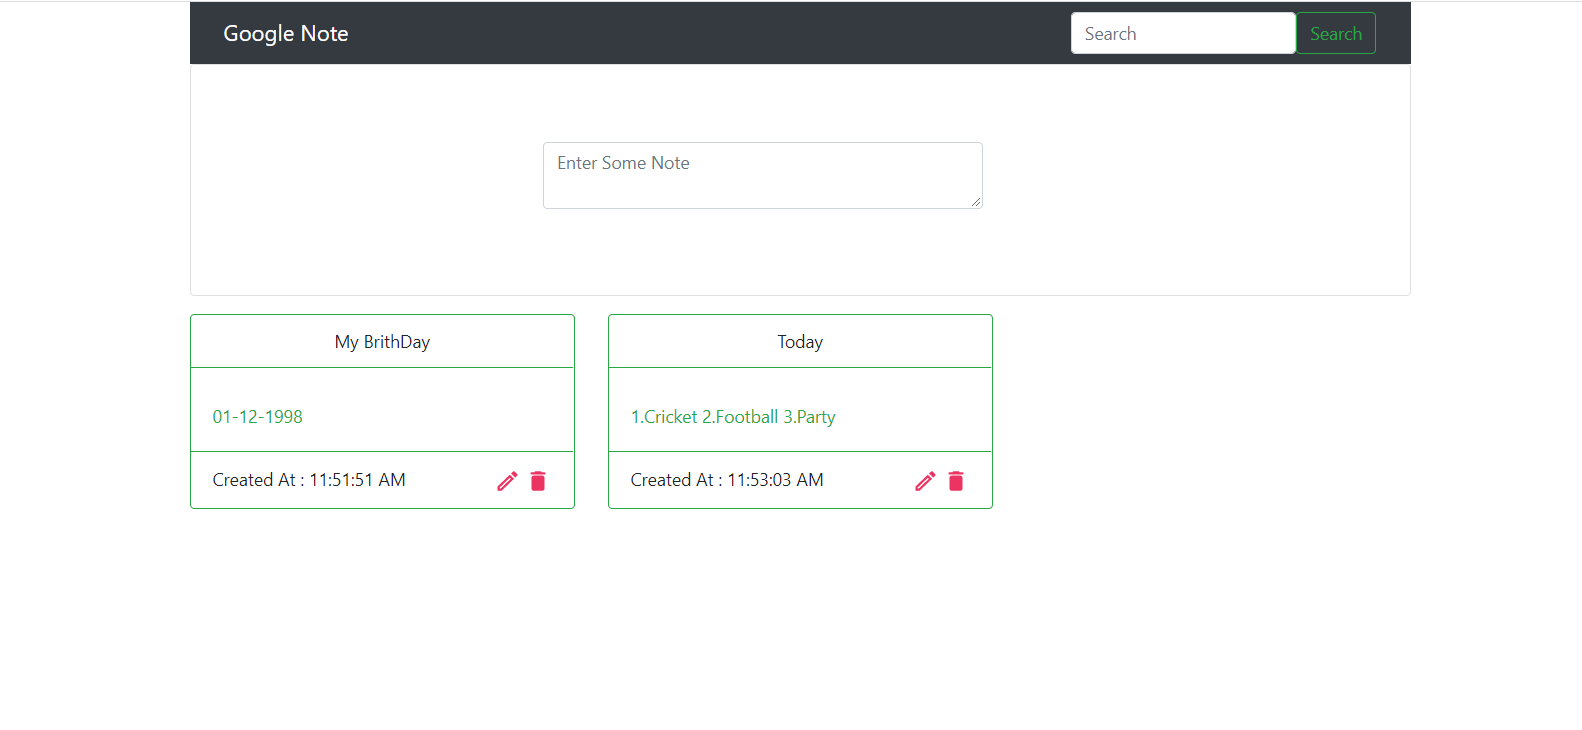 Google Note
Search
Search
Enter Some Note
My BrithDay
01-12-1998
Created At : 11:51:51 AM
Today
1.Cricket 2.Football 3.Party
Created At : 11:53:03 AM